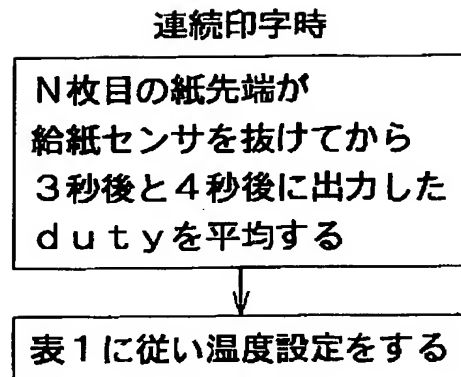 連続印字時
N枚目の紙先端が
給紙センサを抜けてから
3秒後と4秒後に出力した
dutyを平均する
表1に従い温度設定をする